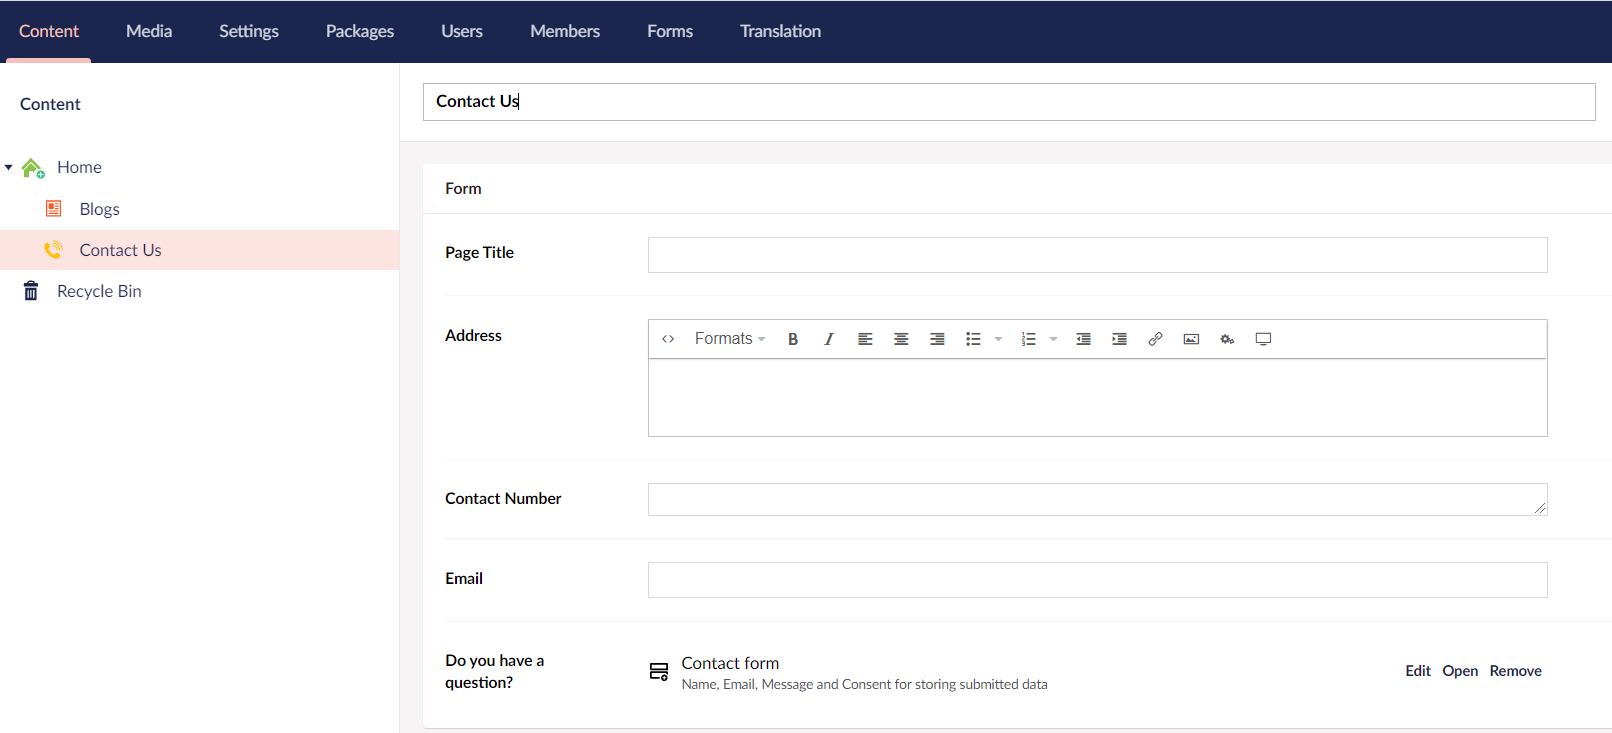 Content Media Settings Packages Users Members Forms Translation
Content
Home
Blogs
Contact Us
Recycle Bin
Contact Us
Form
Page Title
Address
Formats B I
Contact Number
Email
Do you have a
question?
Contact form
Name, Email, Message and Consent for storing submitted data
Edit Open Remove